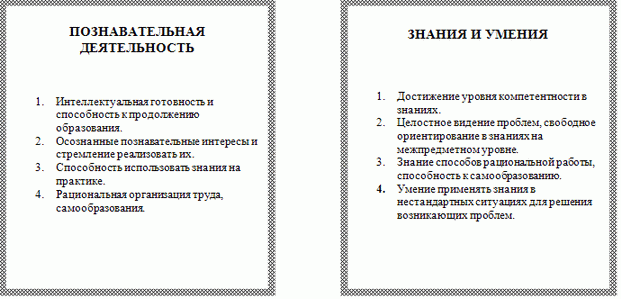 ПОЗНАВАТЕЛЬНАЯ
ДЕЯТЕЛЬНОСТЬ
1. Интеллектуальная готовность и
способность к продолжению
образования.
2. Осознанные познавательные интересы и
стремление реализовать их.
3. Способность использовать знания на
практике.
4. Рациональная организация труда,
самообразования.
ЗНАНИЯ И УМЕНИЯ
1. Достижение уровня компетентности в
знаниях.
2. Целостное видение проблем, свободное
ориентирование в знаниях на
межпредметном уровне.
3. Знание способов рациональной работы,
способность к самообразованию.
4. Умение применять знания в
нестандартных ситуациях для решения
возникающих проблем.